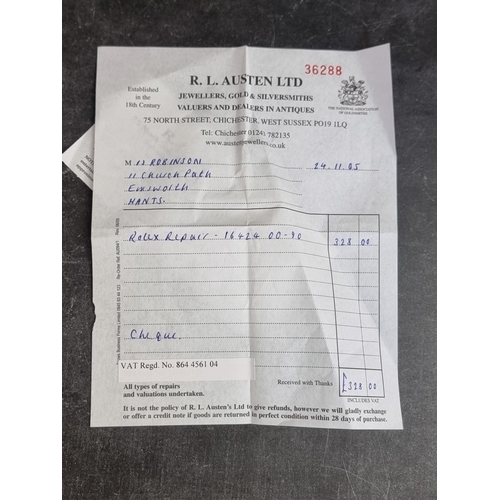 36288
R. L. AUSTEN LTD
Established
in the
18th Century
JEWELLERS, GOLD & SILVERSMITHS
VALUERS AND DEALERS IN ANTIQUES
THE NATIONAL ASSOCIATION
OF GOLDSMITHS
75 NORTH STREET, CHICHESTER, WEST SUSSEX PO19 1LQ
Tel: Chichester 01243 782135
www.austenjewellers.co.uk
M ROBINSON
24.11.05
11 Church Path
Emsworth
HANTS.
Rolex Repair - 16424 00-90
328 00
Cheque
VAT Regd. No. 864 4561 04
All types of repairs
and valuations undertaken.
Received with Thanks
£328 00
INCLUDES VAT
It is not the policy of R. L. Austen's Ltd to give refunds, however we will gladly exchange
or offer a credit note if goods are returned in perfect condition within 28 days of purchase.